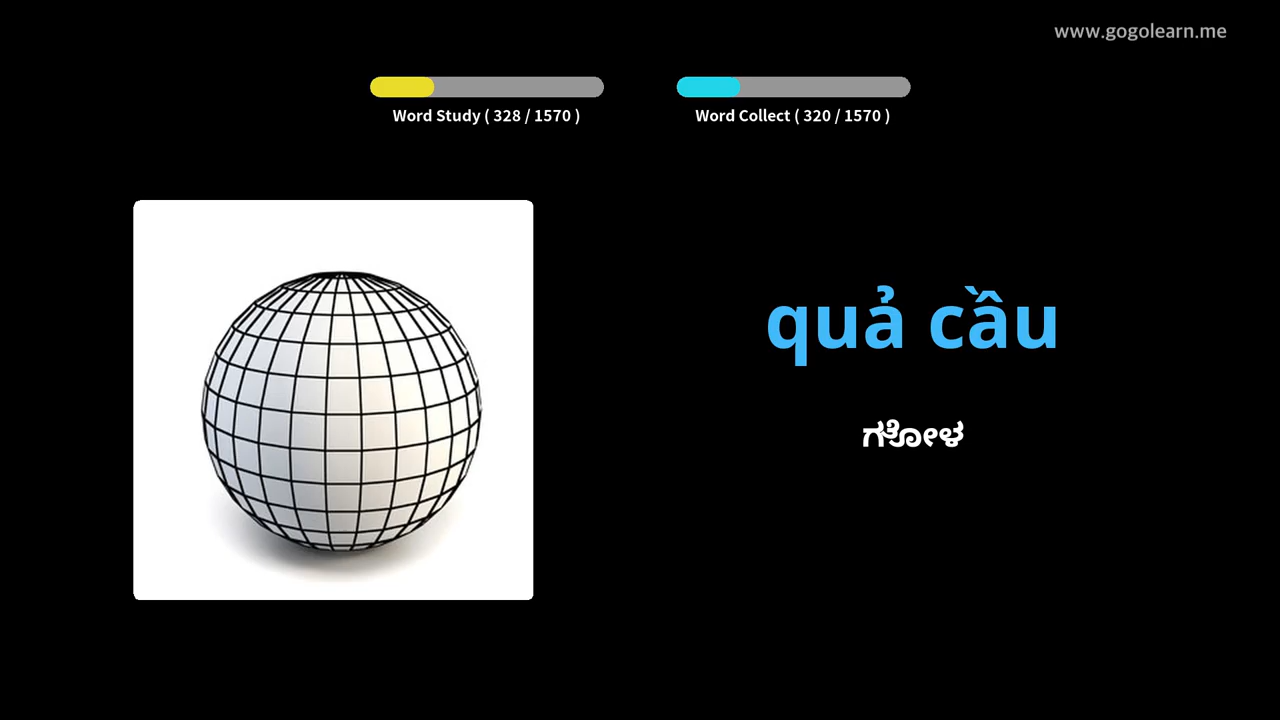 www.gogolearn.me
Word Study ( 328 / 1570 )
Word Collect ( 320 / 1570 )
quả cầu
ಗೋಳ